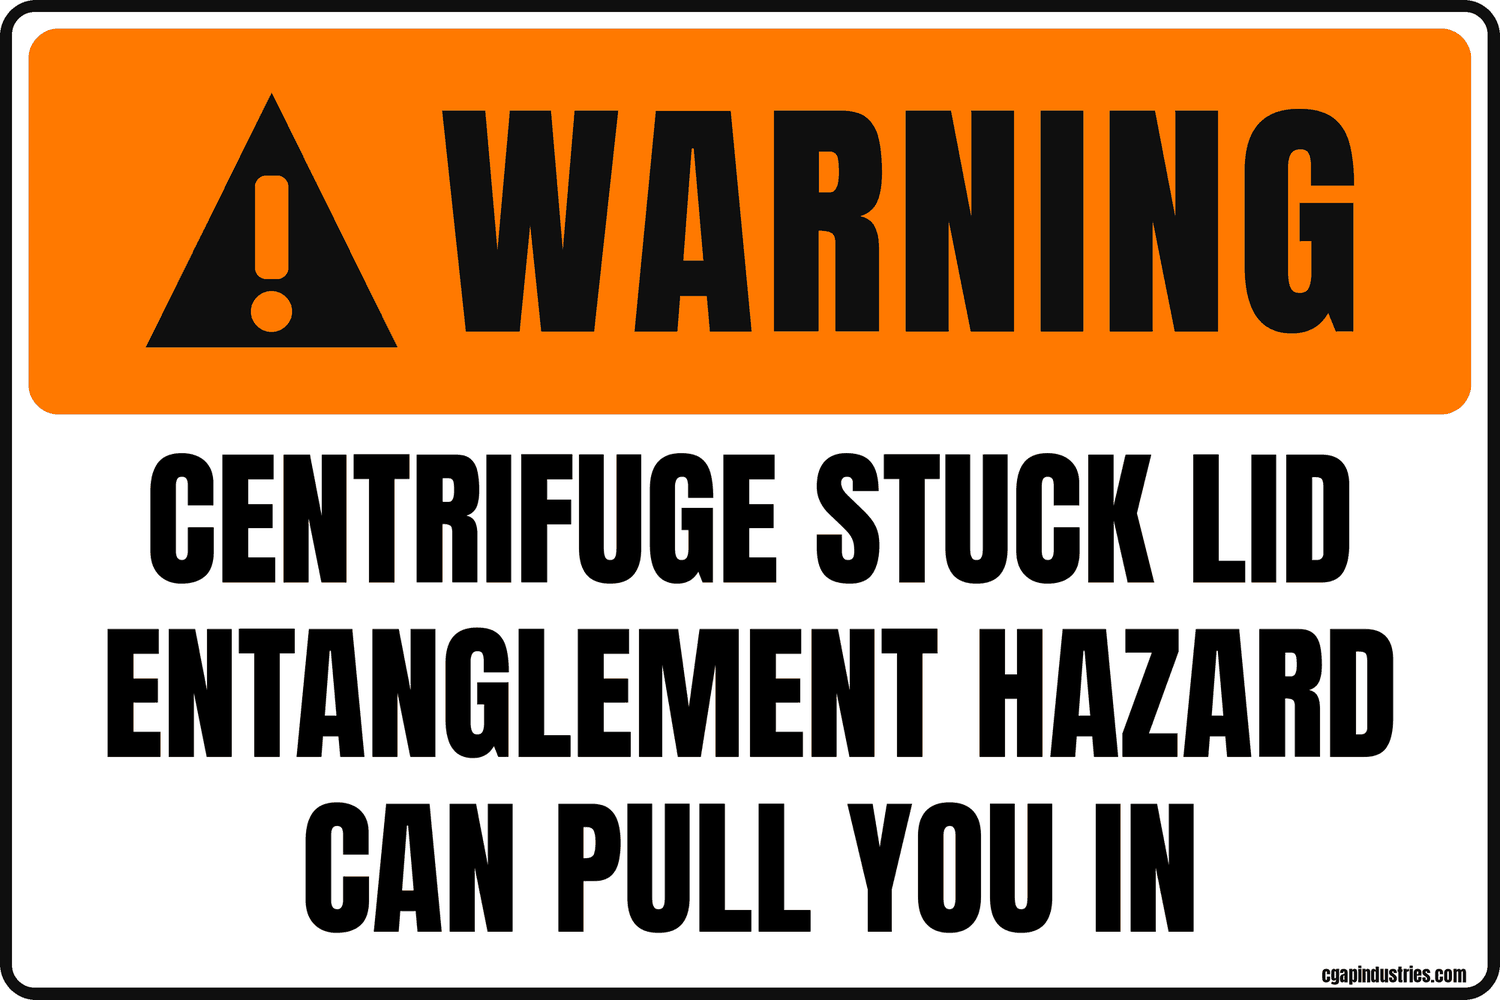 WARNING
CENTRIFUGE STUCK LID
ENTANGLEMENT HAZARD
CAN PULL YOU IN
cgapindustries.com